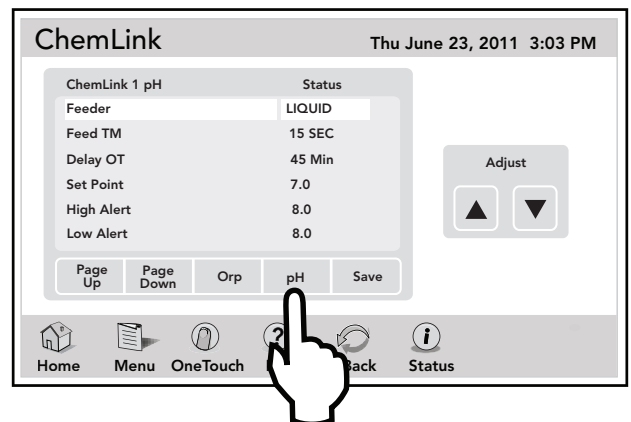 ChemLink Thu June 23, 2011 3:03 PM
ChemLink 1 pH Status
Feeder LIQUID
Feed TM 15 SEC
Delay OT 45 Min
Set Point 7.0
High Alert 8.0
Low Alert 8.0
Adjust
Page Up Page Down Orp pH Save
?
i
Home Menu OneTouch Back Status